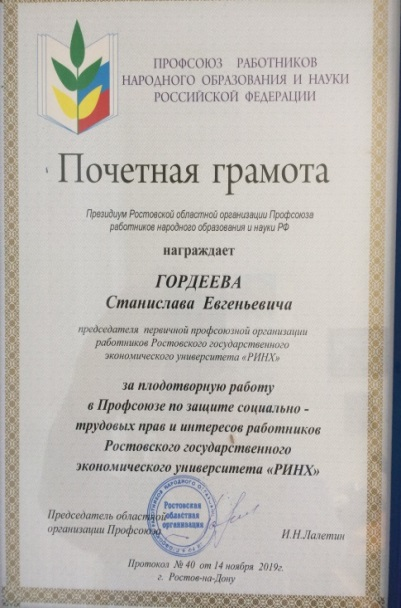 ПРОФСОЮЗ РАБОТНИКОВ
НАРОДНОГО ОБРАЗОВАНИЯ И НАУКИ
РОССИЙСКОЙ ФЕДЕРАЦИИ
Почетная грамота
Президиум Ростовской областной организации Профсоюза
работников народного образования и науки РФ
награждает
ГОРДЕЕВА
Станислава Евгеньевича
председателя первичной профсоюзной организации
работников Ростовского государственного
экономического университета «РИНХ»
за плодотворную работу
в Профсоюзе по защите социально -
трудовых прав и интересов работников
Ростовского государственного
экономического университета «РИНХ»
Председатель областной
организации Профсоюза
Ростовская
областная
организация
И.Н.Лалетин
Протокол № 40 от 14 ноября 2019г.
г. Ростов-на-Дону